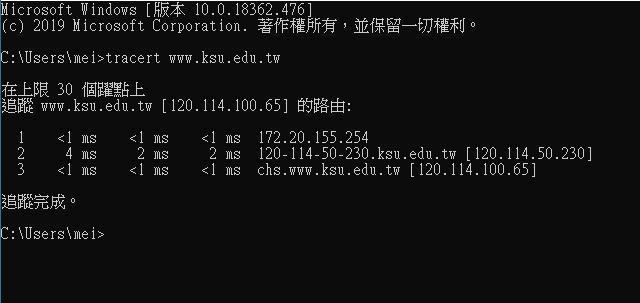 Microsoft Windows [版本 10.0.18362.476]
(c) 2019 Microsoft Corporation. 著作權所有，並保留一切權利。
C:\Users\mei>tracert www.ksu.edu.tw
在上限 30 個躍點上
追蹤 www.ksu.edu.tw [120.114.100.65] 的路由:
1 <1 ms <1 ms <1 ms 172.20.155.254
2 4 ms 2 ms 2 ms 120-114-50-230.ksu.edu.tw [120.114.50.230]
3 <1 ms <1 ms <1 ms chs.www.ksu.edu.tw [120.114.100.65]
追蹤完成。
C:\Users\mei>